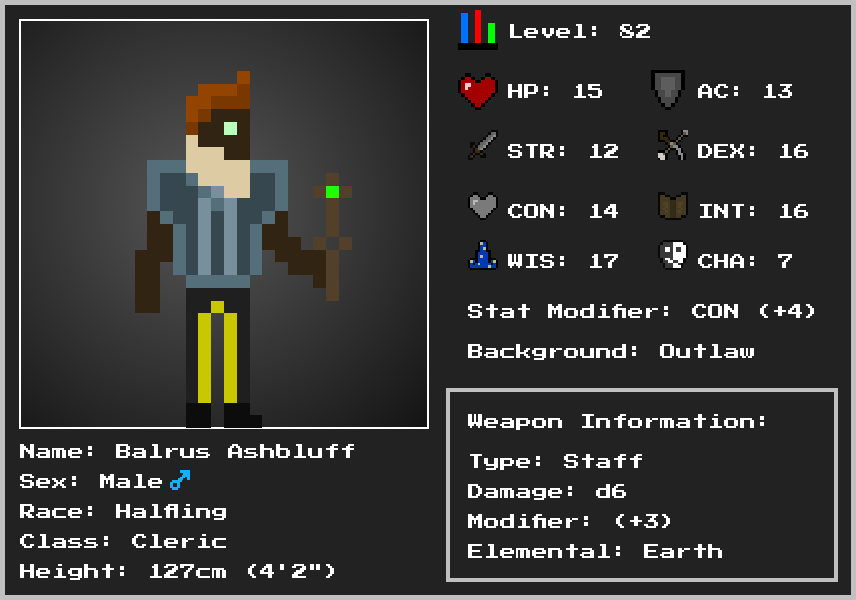 Level: 82
HP: 15 AC: 13
STR: 12 DEX: 16
CON: 14 INT: 16
WIS: 17 CHA: 7
Stat Modifier: CON (+4)
Background: Outlaw
Weapon Information:
Type: Staff
Damage: d6
Modifier: (+3)
Elemental: Earth
Name: Balrus Ashbluff
Sex: Male ♂
Race: Halfling
Class: Cleric
Height: 127cm (4'2")